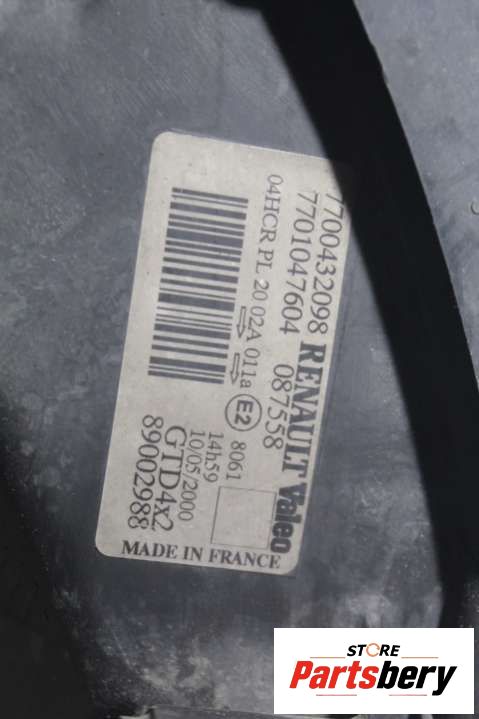 7700432098 RENAULT Valeo
7701047604 087558
04HCR PL 20 02A 011a E2 8061
14h59
10/05/2000
GTD4x2
89002988
MADE IN FRANCE
STORE
Partsbery